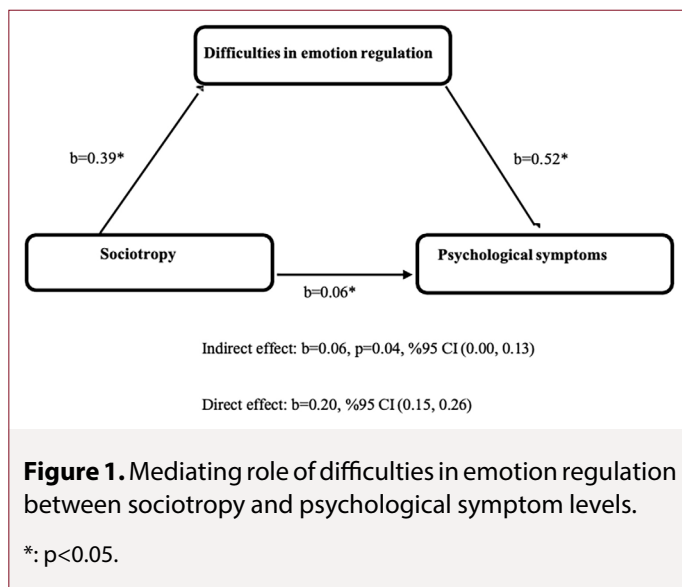 Difficulties in emotion regulation
b=0.39*
b=0.52*
Sociotropy
Psychological symptoms
b=0.06*
Indirect effect: b=0.06, p=0.04, %95 CI (0.00, 0.13)
Direct effect: b=0.20, %95 CI (0.15, 0.26)
Figure 1. Mediating role of difficulties in emotion regulation
between sociotropy and psychological symptom levels.
*: p<0.05.